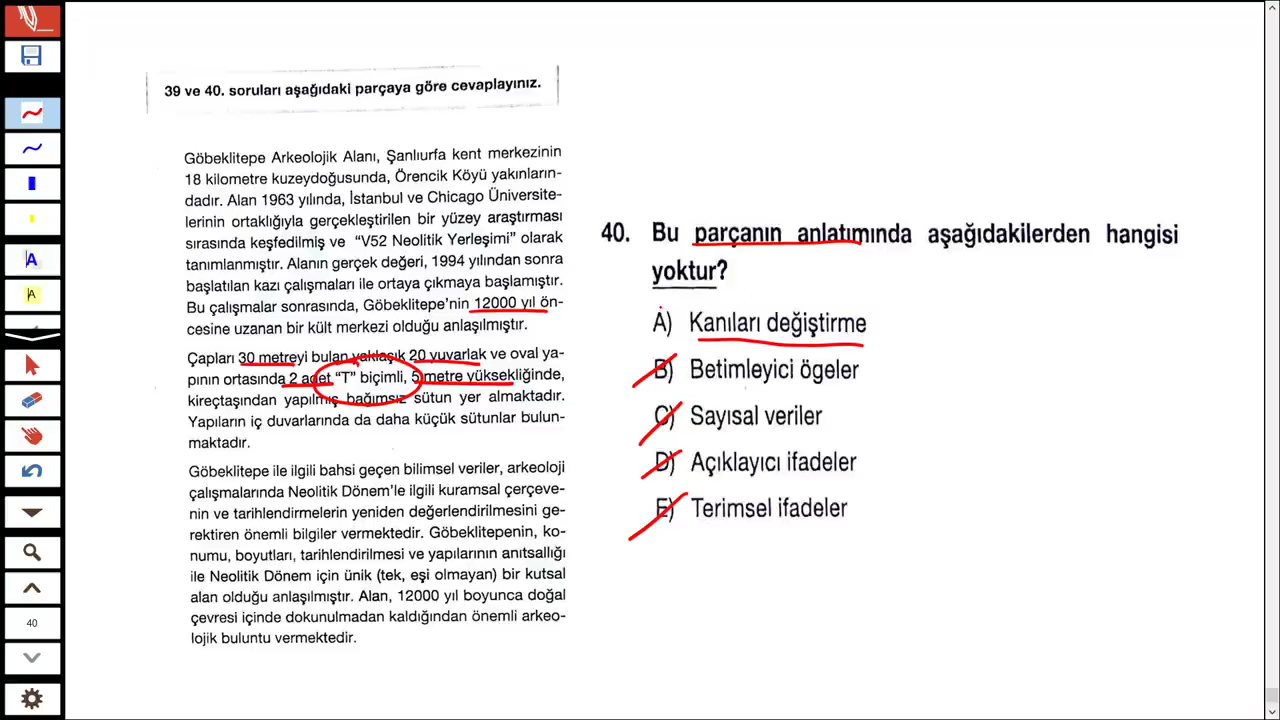 39 ve 40. soruları aşağıdaki parçaya göre cevaplayınız.
Göbeklitepe Arkeolojik Alanı, Şanlıurfa kent merkezinin
18 kilometre kuzeydoğusunda, Örencik Köyü yakınların-
dadır. Alan 1963 yılında, İstanbul ve Chicago Üniversite-
lerinin ortaklığıyla gerçekleştirilen bir yüzey araştırması
sırasında keşfedilmiş ve “V52 Neolitik Yerleşimi” olarak
tanımlanmıştır. Alanın gerçek değeri, 1994 yılından sonra
başlatılan kazı çalışmaları ile ortaya çıkmaya başlamıştır.
Bu çalışmalar sonrasında, Göbeklitepe’nin 12000 yıl ön-
cesine uzanan bir kült merkezi olduğu anlaşılmıştır.
Çapları 30 metreyi bulan yaklaşık 20 yuvarlak ve oval ya-
pının ortasında 2 adet “T” biçimli, 5 metre yüksekliğinde,
kireçtaşından yapılmış bağımsız sütun yer almaktadır.
Yapıların iç duvarlarında da daha küçük sütunlar bulun-
maktadır.
Göbeklitepe ile ilgili bahsi geçen bilimsel veriler, arkeoloji
çalışmalarında Neolitik Dönem’le ilgili kuramsal çerçeve-
nin ve tarihlendirmelerin yeniden değerlendirilmesini ge-
rektiren önemli bilgiler vermektedir. Göbeklitepenin, ko-
numu, boyutları, tarihlendirilmesi ve yapılarının anıtsallığı
ile Neolitik Dönem için ünik (tek, eşi olmayan) bir kutsal
alan olduğu anlaşılmıştır. Alan, 12000 yıl boyunca doğal
çevresi içinde dokunulmadan kaldığından önemli arkeo-
lojik buluntu vermektedir.
40. Bu parçanın anlatımında aşağıdakilerden hangisi
yoktur?
A) Kanıları değiştirme
B) Betimleyici ögeler
C) Sayısal veriler
D) Açıklayıcı ifadeler
E) Terimsel ifadeler
A
A
40